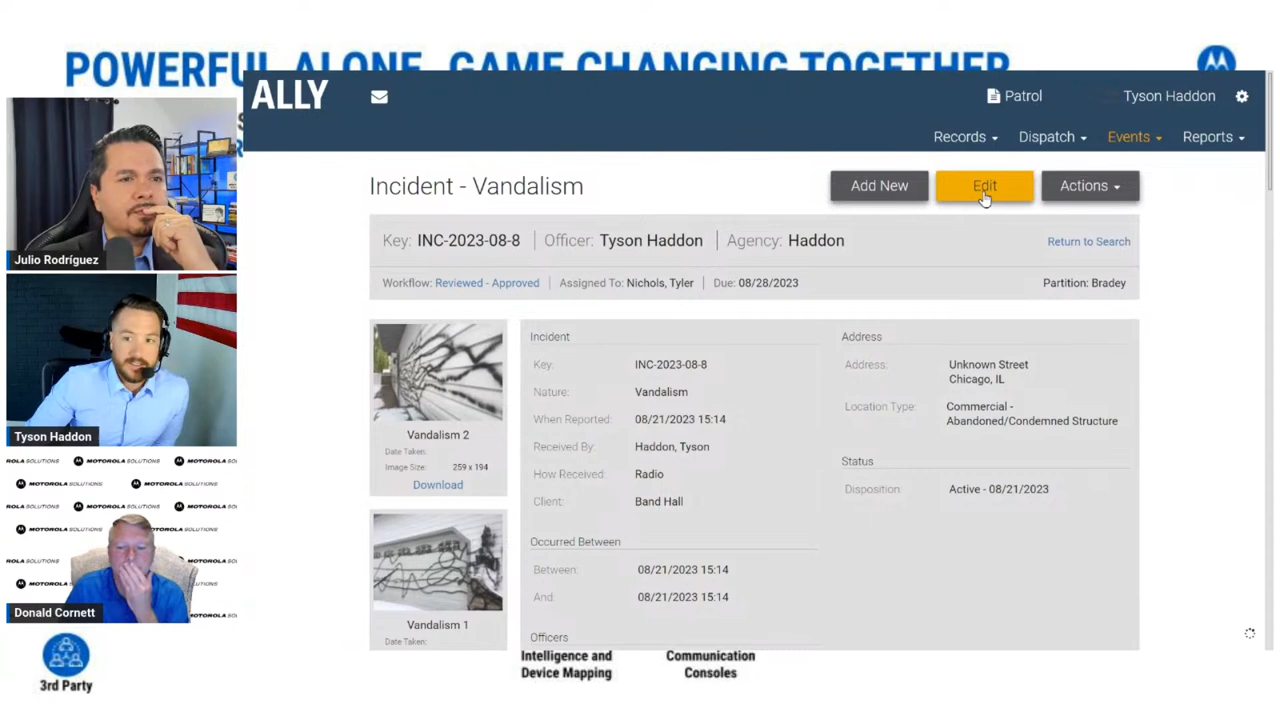 POWERFUL ALONE, GAME CHANGING TOGETHER
ALLY
Patrol
Tyson Haddon
Records
Dispatch
Events
Reports
Incident - Vandalism
Add New
Edit
Actions
Key: INC-2023-08-8
Officer: Tyson Haddon
Agency: Haddon
Return to Search
Workflow: Reviewed - Approved
Assigned To: Nichols, Tyler
Due: 08/28/2023
Partition: Bradey
Vandalism 2
Date Taken:
Image Size: 259 x 194
Download
Vandalism 1
Date Taken:
Incident
Key: INC-2023-08-8
Nature: Vandalism
When Reported: 08/21/2023 15:14
Received By: Haddon, Tyson
How Received: Radio
Client: Band Hall
Occurred Between
Between: 08/21/2023 15:14
And: 08/21/2023 15:14
Officers
Address
Address: Unknown Street
Chicago, IL
Location Type: Commercial -
Abandoned/Condemned Structure
Status
Disposition: Active - 08/21/2023
Julio Rodríguez
Tyson Haddon
MOTOROLA SOLUTIONS
Donald Cornett
3rd Party
Intelligence and
Device Mapping
Communication
Consoles